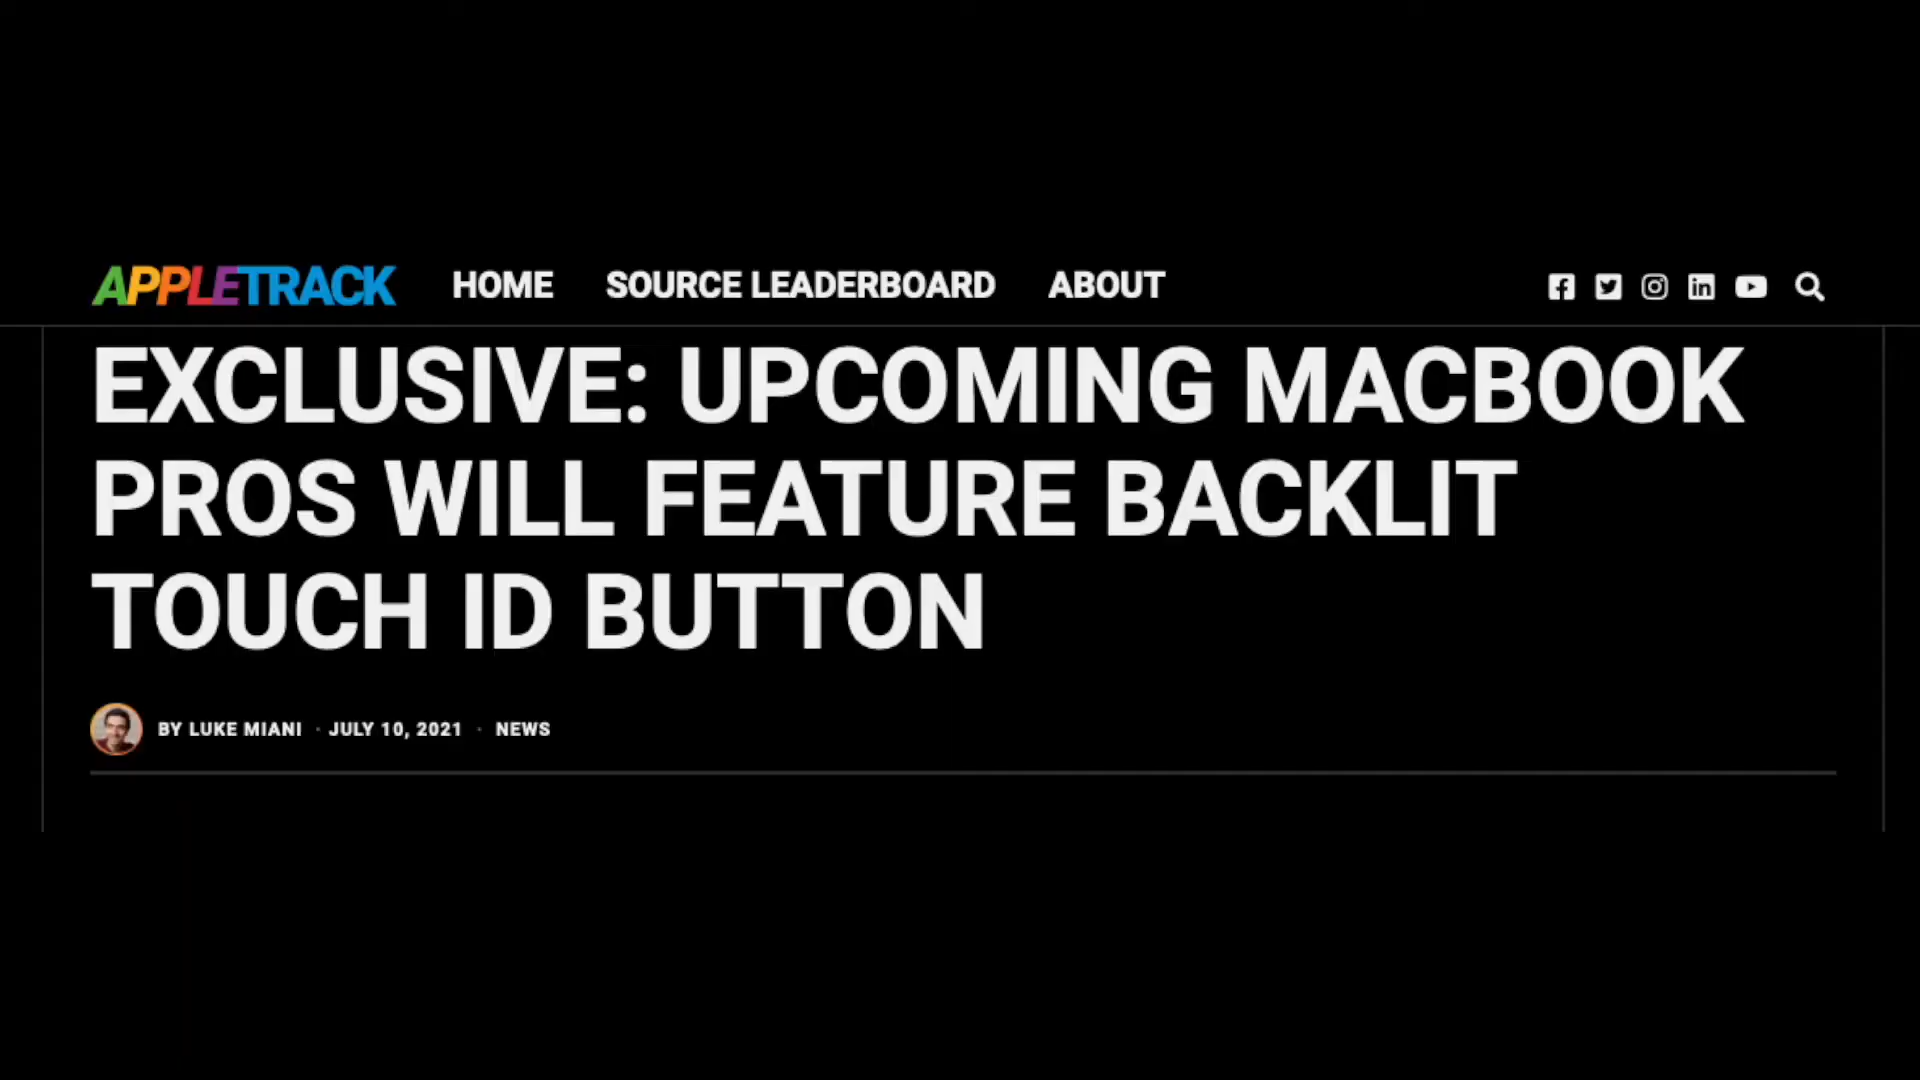 APPLETRACK HOME SOURCE LEADERBOARD ABOUT
EXCLUSIVE: UPCOMING MACBOOK
PROS WILL FEATURE BACKLIT
TOUCH ID BUTTON
BY LUKE MIANI · JULY 10, 2021 · NEWS